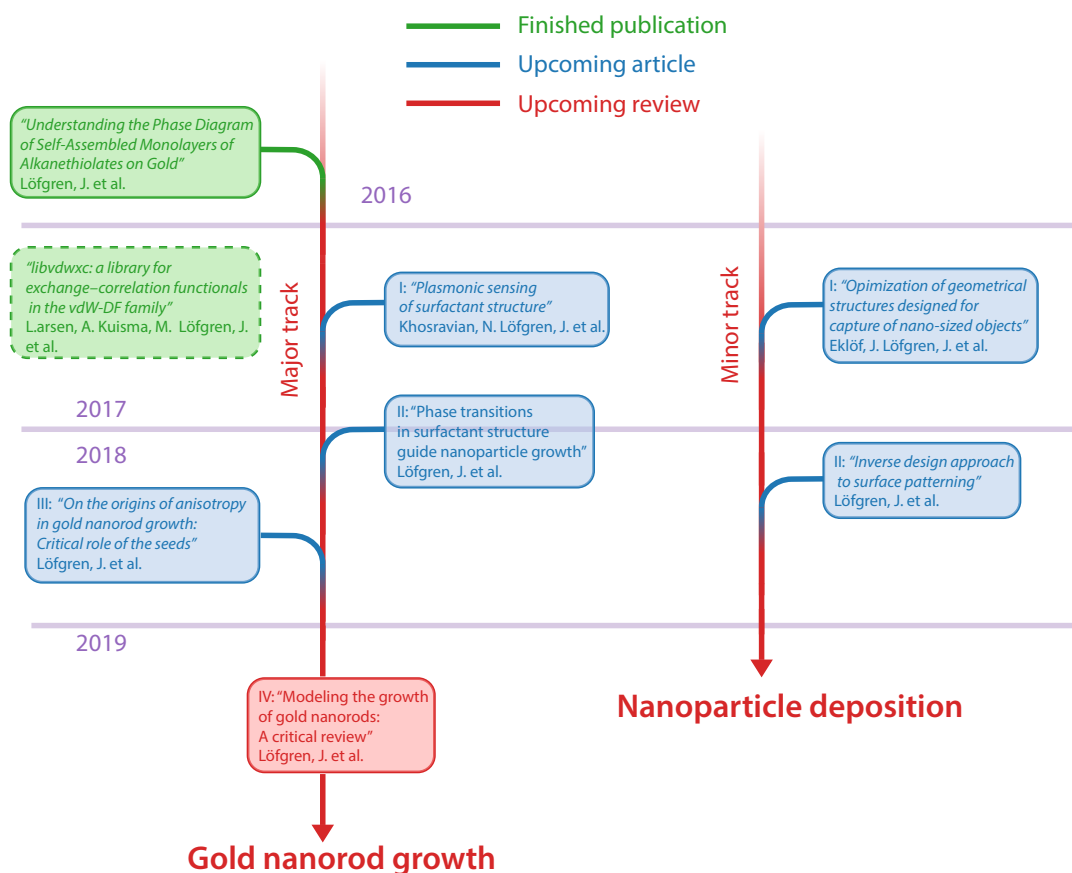 Finished publication
Upcoming article
Upcoming review
"Understanding the Phase Diagram
of Self-Assembled Monolayers of
Alkanethiolates on Gold"
Löfgren, J. et al.
2016
"libvdwxc: a library for
exchange–correlation functionals
in the vdW-DF family"
Larsen, A. Kuisma, M. Löfgren, J.
et al.
Major track
I: "Plasmonic sensing
of surfactant structure"
Khosravian, N. Löfgren, J. et al.
Minor track
I: "Opimization of geometrical
structures designed for
capture of nano-sized objects"
Eklöf, J. Löfgren, J. et al.
2017
II: "Phase transitions
in surfactant structure
guide nanoparticle growth"
Löfgren, J. et al.
2018
II: "Inverse design approach
to surface patterning"
Löfgren, J. et al.
III: "On the origins of anisotropy
in gold nanorod growth:
Critical role of the seeds"
Löfgren, J. et al.
2019
IV: "Modeling the growth
of gold nanorods:
A critical review"
Löfgren, J. et al.
Nanoparticle deposition
Gold nanorod growth